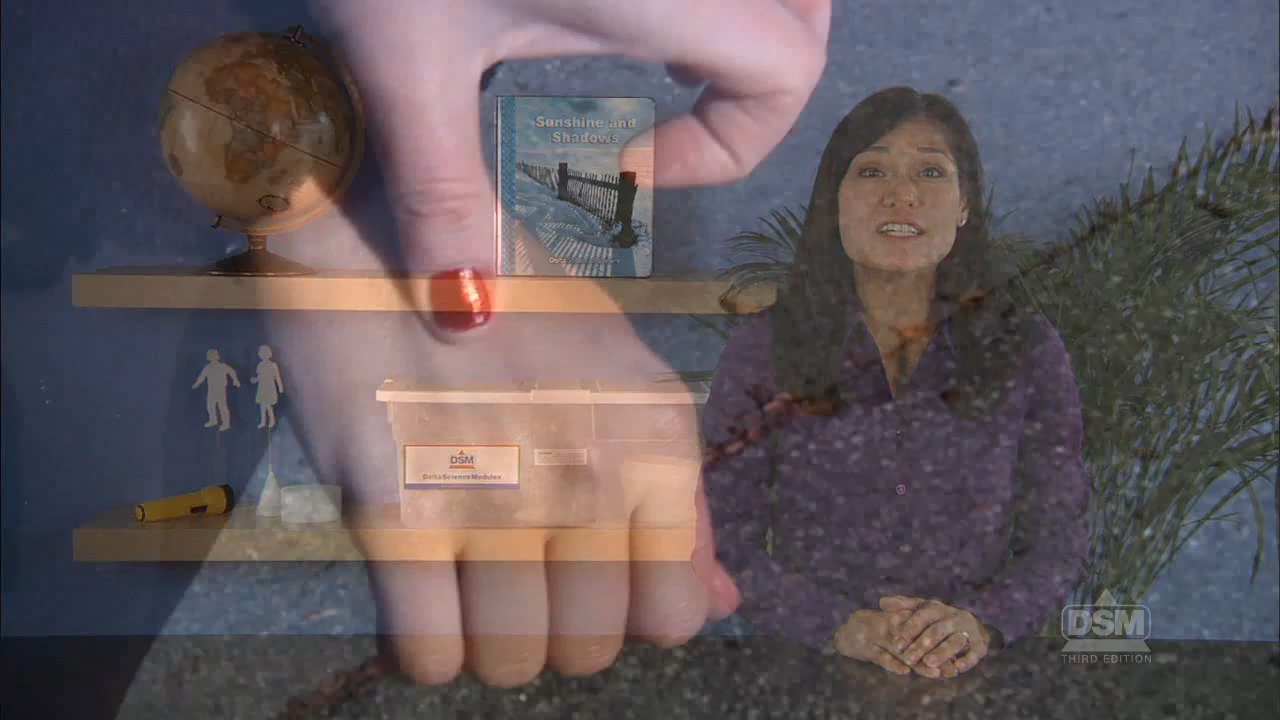 Sunshine and
Shadows
DSM
Delta Science Modules
DSM
THIRD EDITION